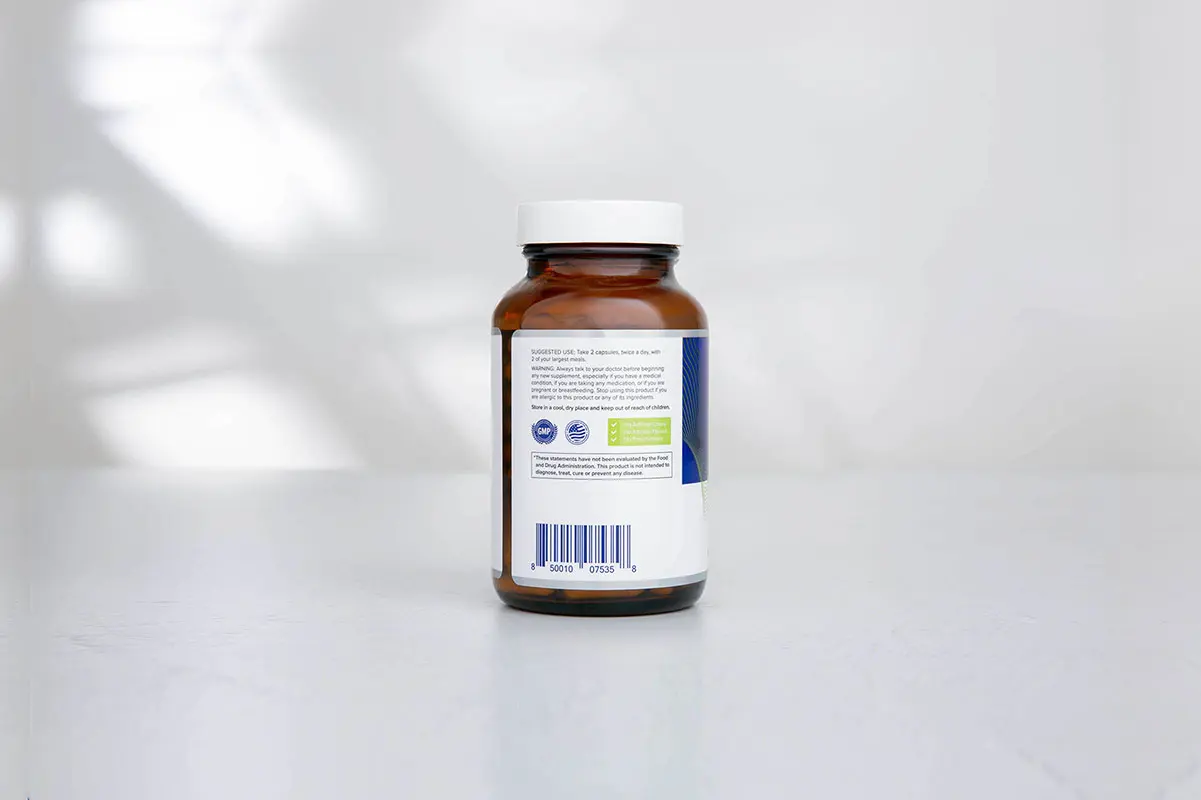 SUGGESTED USE: Take 2 capsules, twice a day, with
2 of your largest meals.
WARNING: Always talk to your doctor before beginning
any new supplement, especially if you have a medical
condition, if you are taking any medication, or if you are
pregnant or breastfeeding. Stop using this product if you
are allergic to this product or any of its ingredients.
Store in a cool, dry place and keep out of reach of children.
GMP
*These statements have not been evaluated by the Food
and Drug Administration. This product is not intended to
diagnose, treat, cure or prevent any disease.
8 50010 07535 8